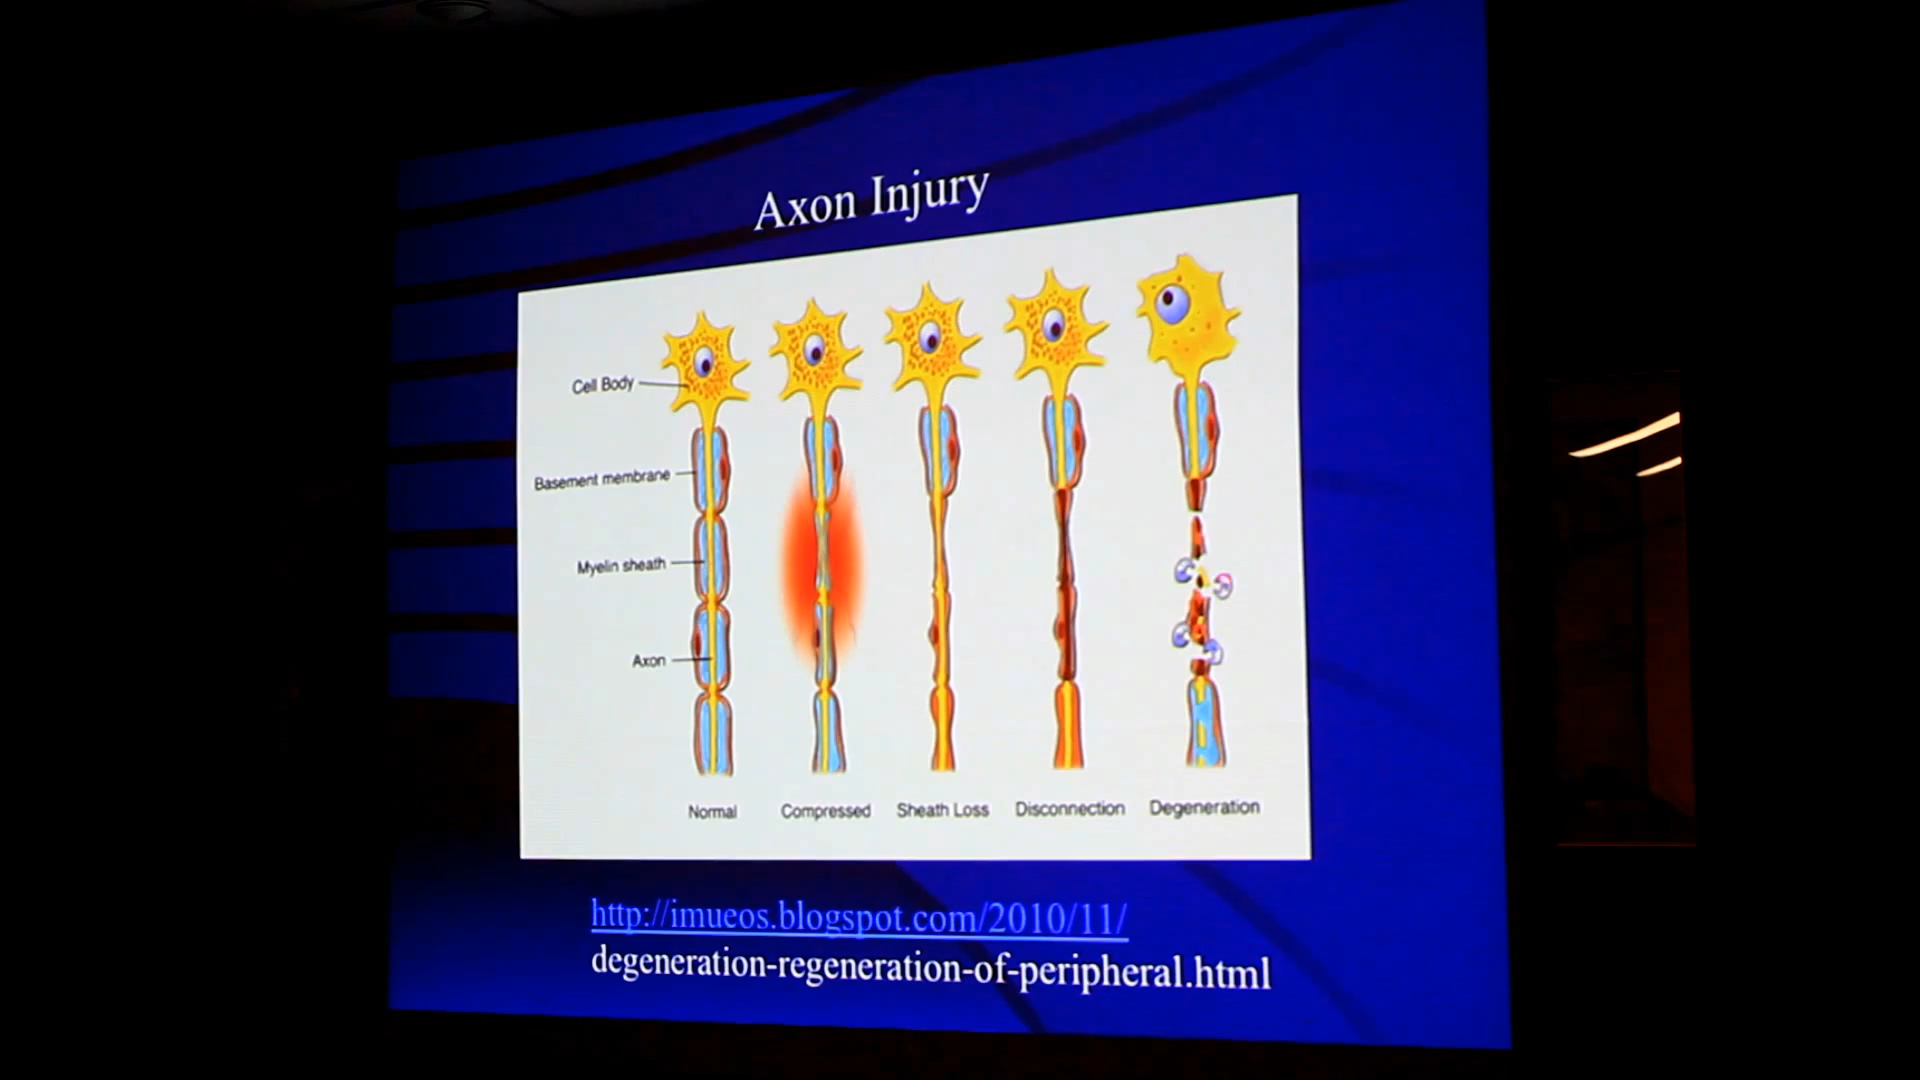 Axon Injury
Cell Body
Basement membrane
Myelin sheath
Axon
Normal Compressed Sheath Loss Disconnection Degeneration
http://imueos.blogspot.com/2010/11/
degeneration-regeneration-of-peripheral.html